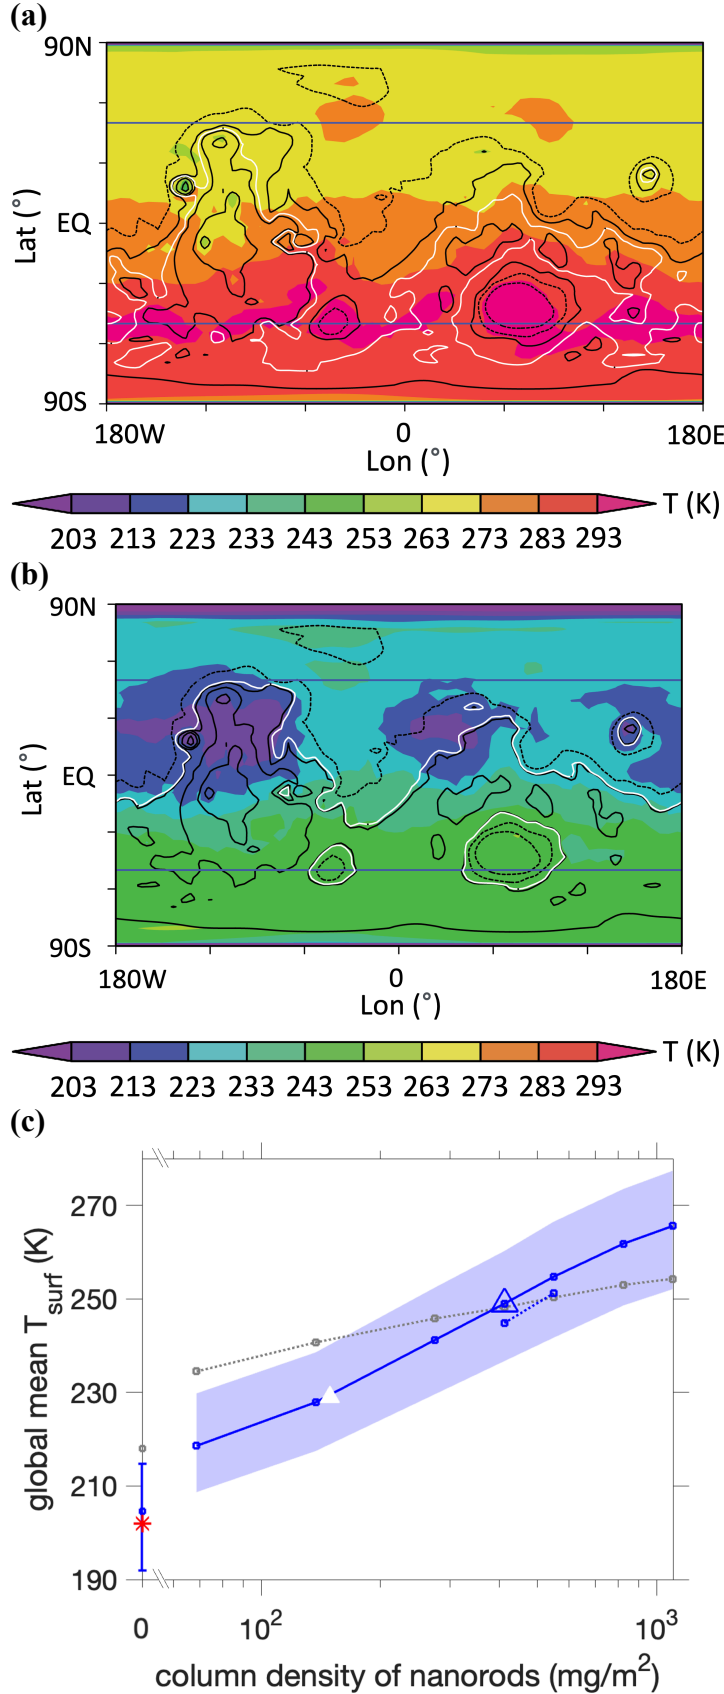 (a)
90N
EQ
90S
Lat (°)
180W 0 180E
Lon (°)
T (K)
203 213 223 233 243 253 263 273 283 293
(b)
90N
EQ
90S
Lat (°)
180W 0 180E
Lon (°)
T (K)
203 213 223 233 243 253 263 273 283 293
(c)
270
250
230
210
190
global mean T_surf (K)
0 10² 10³
column density of nanorods (mg/m²)